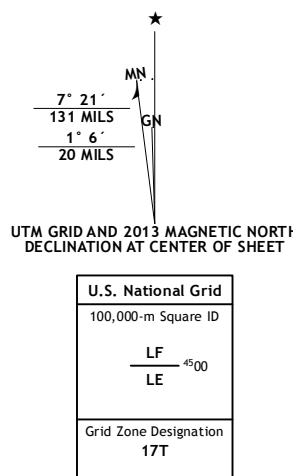 ★
MN
7° 21´
131 MILS
GN
1° 6´
20 MILS
UTM GRID AND 2013 MAGNETIC NORTH
DECLINATION AT CENTER OF SHEET
U.S. National Grid
100,000-m Square ID
LF
4500
LE
Grid Zone Designation
17T